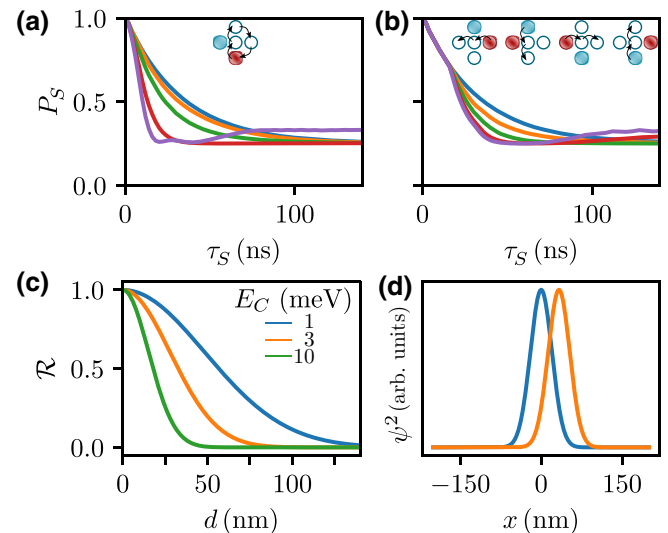 (a)
(b)
P_S
1.0
0.5
0.0
0
100
0
100
τ_S (ns)
τ_S (ns)
(c)
(d)
E_C (meV)
1
3
10
ℛ
1.0
0.5
0.0
0
50
100
d (nm)
ψ² (arb. units)
−150
0
150
x (nm)